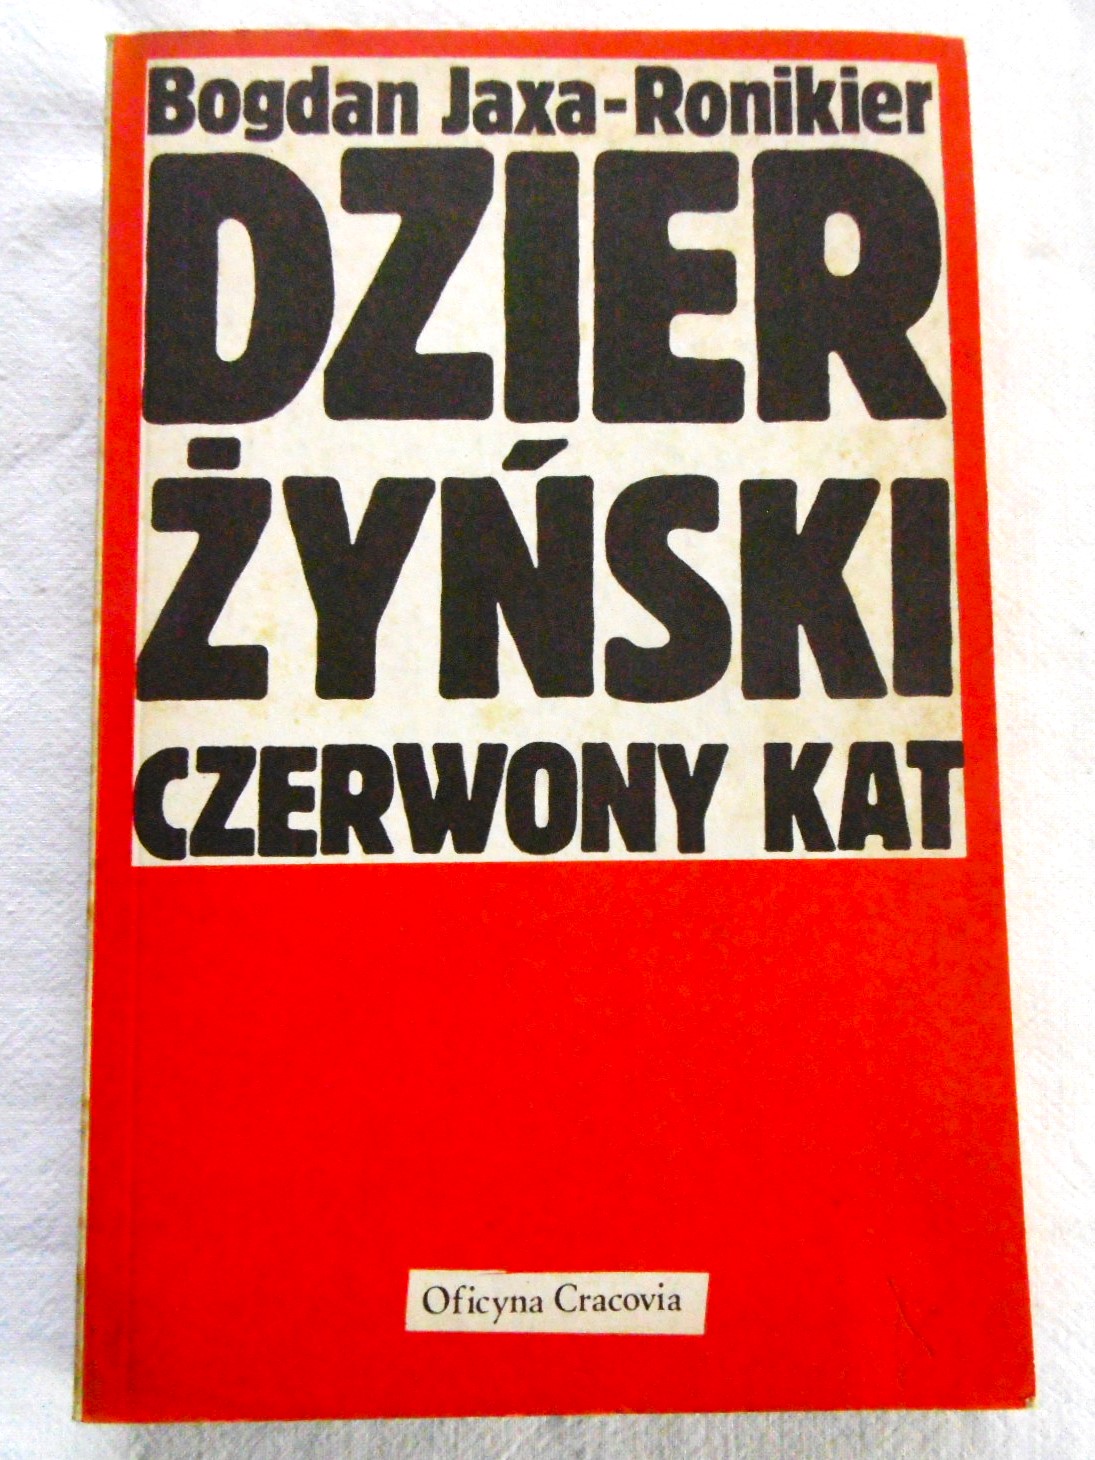 Bogdan Jaxa-Ronikier
DZIER
ŻYŃSKI
CZERWONY KAT
Oficyna Cracovia